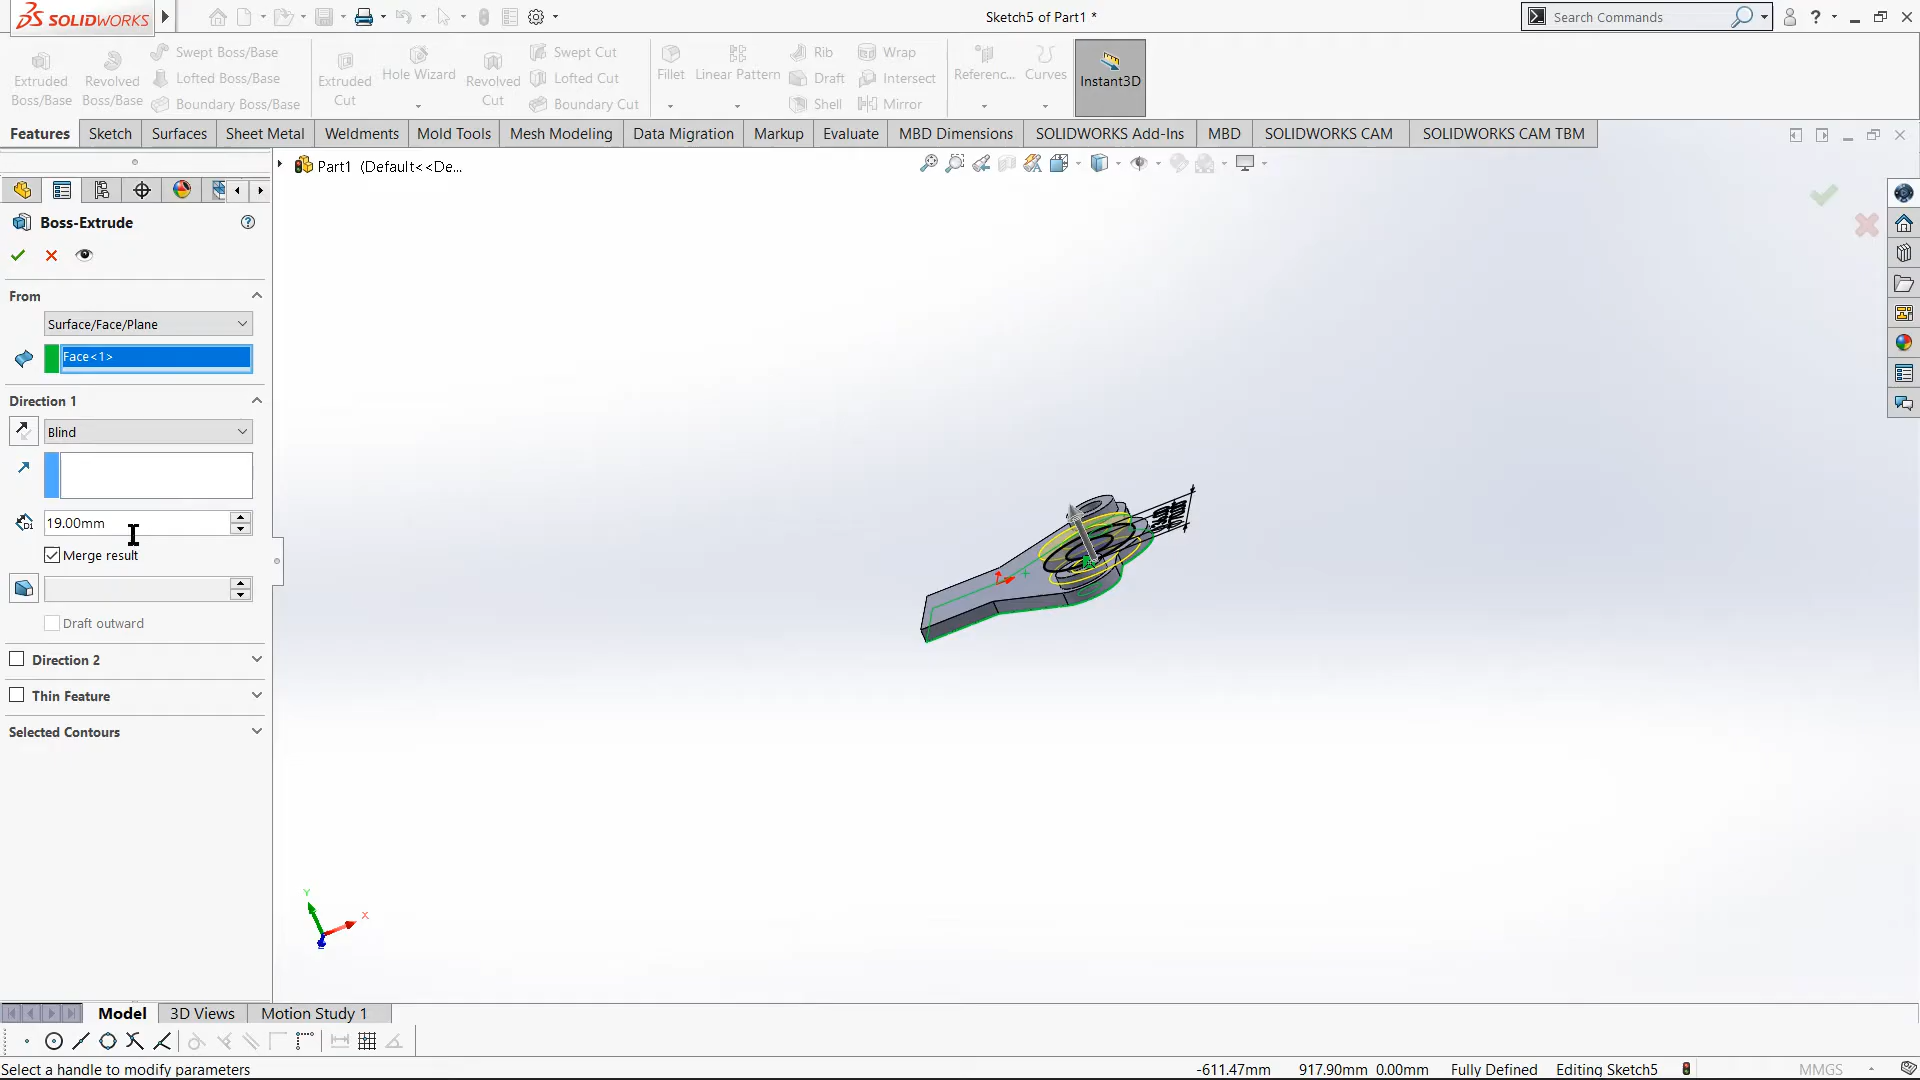 SOLIDWORKS
Sketch5 of Part1 *
Search Commands
Extruded Boss/Base
Revolved Boss/Base
Swept Boss/Base
Lofted Boss/Base
Boundary Boss/Base
Extruded Cut
Hole Wizard
Revolved Cut
Swept Cut
Lofted Cut
Boundary Cut
Fillet
Linear Pattern
Rib
Draft
Shell
Wrap
Intersect
Mirror
Referenc...
Curves
Instant3D
Features
Sketch
Surfaces
Sheet Metal
Weldments
Mold Tools
Mesh Modeling
Data Migration
Markup
Evaluate
MBD Dimensions
SOLIDWORKS Add-Ins
MBD
SOLIDWORKS CAM
SOLIDWORKS CAM TBM
Part1 (Default<<De...
Boss-Extrude
From
Surface/Face/Plane
Face<1>
Direction 1
Blind
19.00mm
Merge result
Draft outward
Direction 2
Thin Feature
Selected Contours
Y
X
Z
Model
3D Views
Motion Study 1
Select a handle to modify parameters
-611.47mm
917.90mm
0.00mm
Fully Defined
Editing Sketch5
MMGS